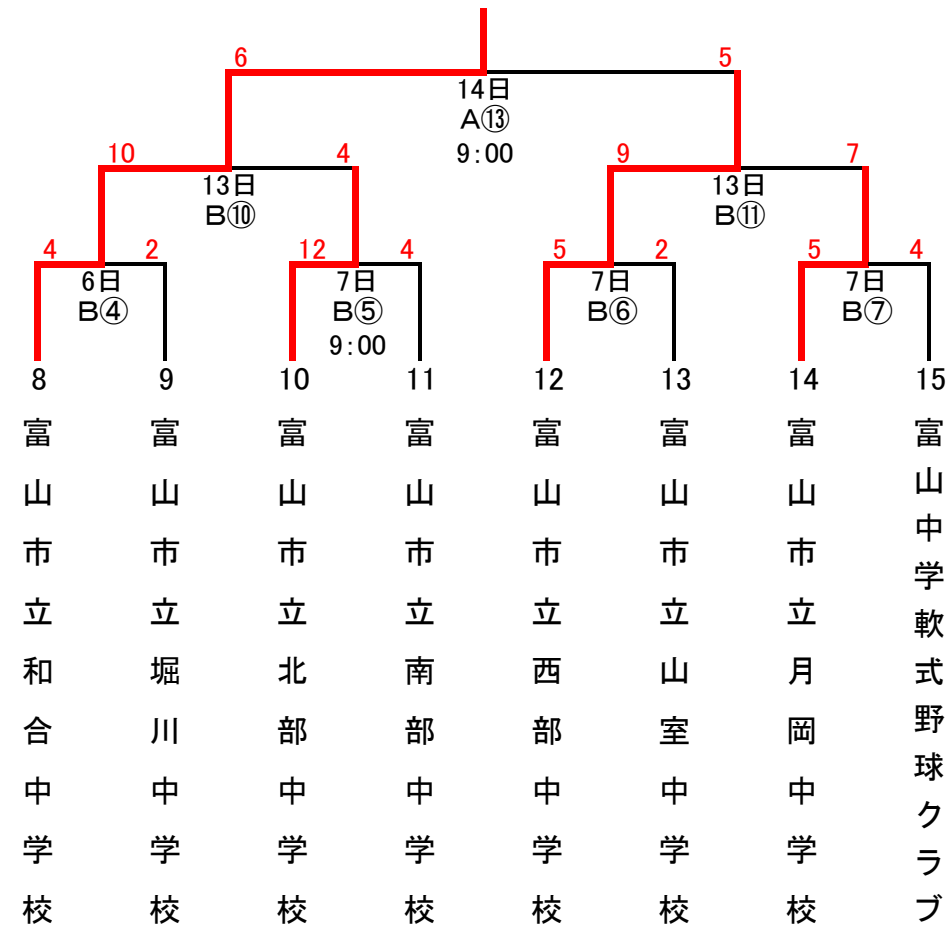 6 5
14日
A⑬
9:00
10 4 9 7
13日 13日
B⑩ B⑪
4 2 12 4 5 2 5 4
6日 7日 7日 7日
B④ B⑤ B⑥ B⑦
9:00
8 9 10 11 12 13 14 15
富山市立和合中学校
富山市立堀川中学校
富山市立北部中学校
富山市立南部中学校
富山市立西部中学校
富山市立山室中学校
富山市立月岡中学校
富山中学軟式野球クラブ